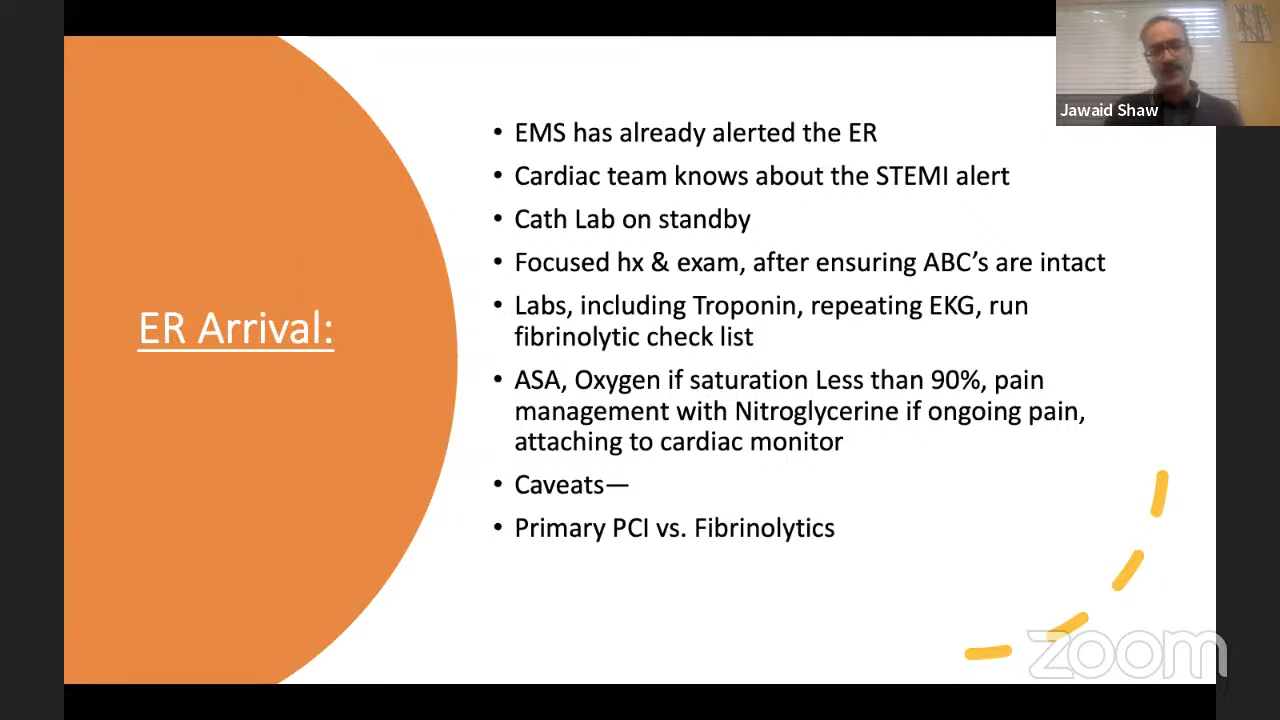 Jawaid Shaw
ER Arrival:
• EMS has already alerted the ER
• Cardiac team knows about the STEMI alert
• Cath Lab on standby
• Focused hx & exam, after ensuring ABC’s are intact
• Labs, including Troponin, repeating EKG, run
fibrinolytic check list
• ASA, Oxygen if saturation Less than 90%, pain
management with Nitroglycerine if ongoing pain,
attaching to cardiac monitor
• Caveats—
• Primary PCI vs. Fibrinolytics
zoom